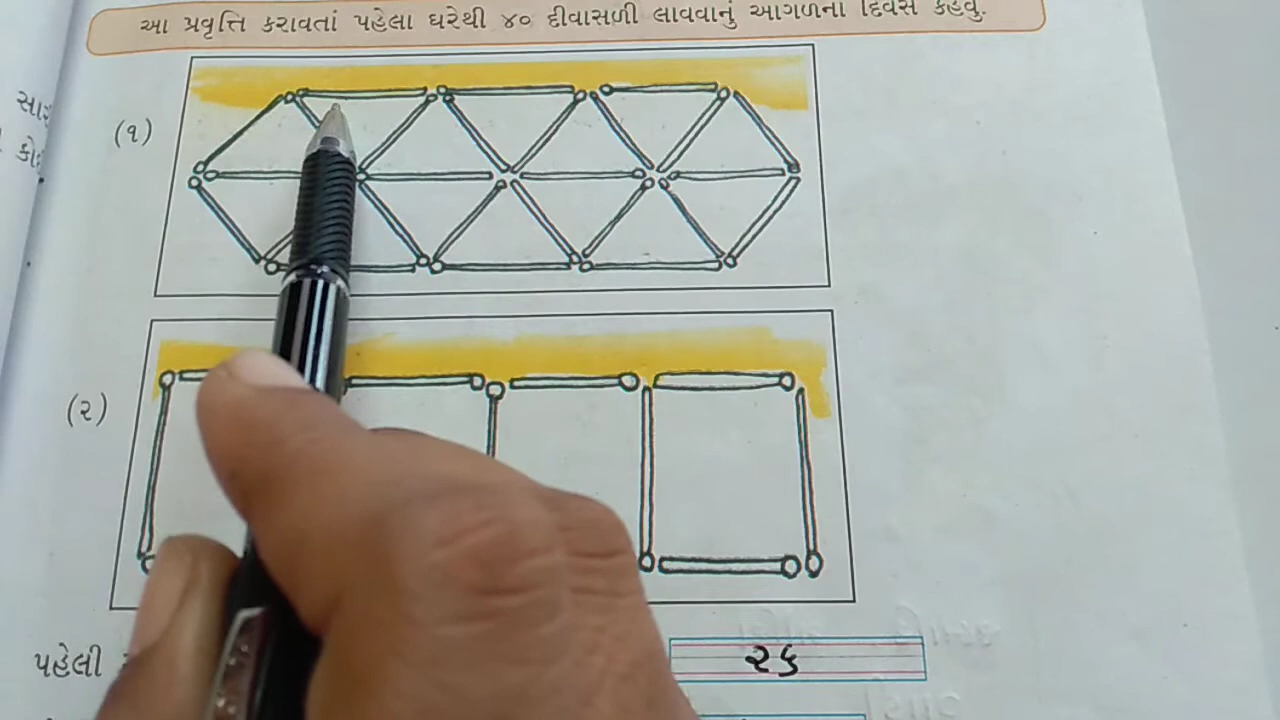 આ પ્રવૃત્તિ કરાવતાં પહેલા ઘરેથી ૪૦ દીવાસળી લાવવાનું આગળના દિવસે કહેવું.
(૧)
(૨)
પહેલી
૨૬